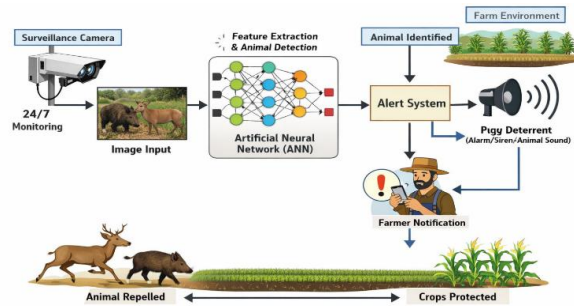 Surveillance Camera
24/7
Monitoring
Image Input
Feature Extraction
& Animal Detection
Artificial Neural
Network (ANN)
Animal Identified
Farm Environment
Alert System
Pıgy Deterrent
(Alarm/Siren/Animal Sound)
!
Farmer Notification
Animal Repelled
Crops Protected